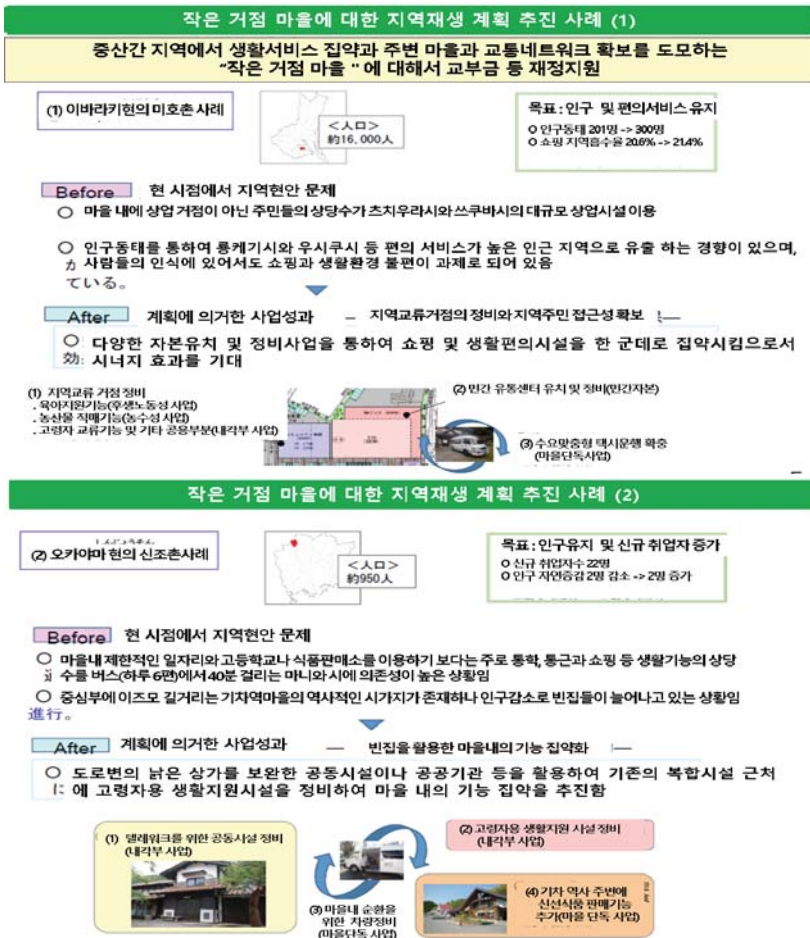 작은 거점 마을에 대한 지역재생 계획 추진 사례 (1)
중산간 지역에서 생활서비스 집약과 주변 마을과 교통네트워크 확보를 도모하는
"작은 거점 마을 "에 대해서 교부금 등 재정지원
(1) 이바라키현의 미호촌 사례
<人口>
約16,000人
목표 : 인구 및 편의서비스 유지
O 인구동태 201명 -> 300명
O 쇼핑 지역흡수율 20.6% -> 21.4%
Before 현 시점에서 지역현안 문제
○ 마을 내에 상업 거점이 아닌 주민들의 상당수가 츠치우라시와 쓰쿠바시의 대규모 상업시설 이용
○ 인구동태를 통하여 룡케기시와 우시쿠시 등 편의 서비스가 높은 인근 지역으로 유출 하는 경향이 있으며,
カ 사람들의 인식에 있어서도 쇼핑과 생활환경 불편이 과제로 되어 있음
ている。
After 계획에 의거한 사업성과 – 지역교류거점의 정비와 지역주민 접근성 확보 –
○ 다양한 자본유치 및 정비사업을 통하여 쇼핑 및 생활편의시설을 한 군데로 집약시킴으로서
効: 시너지 효과를 기대
(1) 지역교류 거점 정비
. 육아지원기능(후생노동성 사업)
. 농산물 직매기능(농수성 사업)
. 고령자 교류기능 및 기타 공용부분(내각부 사업)
(2) 민간 유통센터 유치 및 정비(민간자본)
(3) 수요맞춤형 택시운행 확충
(마을단독사업)
작은 거점 마을에 대한 지역재생 계획 추진 사례 (2)
(2) 오카야마 현의 신조촌사례
<人口>
約950人
목표 : 인구유지 및 신규 취업자 증가
O 신규 취업자수 22명
O 인구 자연증감 2명 감소 -> 2명 증가
Before 현 시점에서 지역현안 문제
○ 마을내 제한적인 일자리와 고등학교나 식품판매소를 이용하기 보다는 주로 통학, 통근과 쇼핑 등 생활기능의 상당
수를 버스(하루 6편)에서 40분 걸리는 마니와 시에 의존성이 높은 상황임
○ 중심부에 이즈모 길거리는 기차역마을의 역사적인 시가지가 존재하나 인구감소로 빈집들이 늘어나고 있는 상황임
進行。
After 계획에 의거한 사업성과 — 빈집을 활용한 마을내의 기능 집약화 —
○ 도로변의 낡은 상가를 보완한 공동시설이나 공공기관 등을 활용하여 기존의 복합시설 근처
に 에 고령자용 생활지원시설을 정비하여 마을 내의 기능 집약을 추진함
(1) 텔레워크를 위한 공동시설 정비
(내각부 사업)
(2) 고령자용 생활지원 시설 정비
(내각부 사업)
(3) 마을내 순환을
위한 차량정비
(마을단독 사업)
(4) 기차 역사 주변에
신선식품 판매기능
추가(마을 단독 사업)